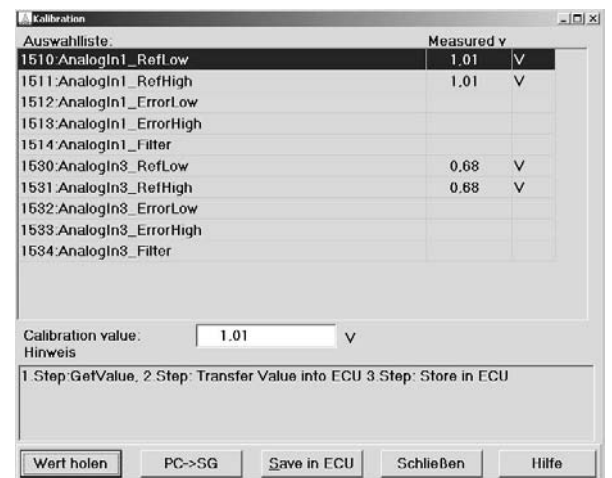 Kalibration
Auswahlliste: Measured v
1510:AnalogIn1_RefLow 1,01 V
1511:AnalogIn1_RefHigh 1,01 V
1512:AnalogIn1_ErrorLow
1513:AnalogIn1_ErrorHigh
1514:AnalogIn1_Filter
1530:AnalogIn3_RefLow 0,68 V
1531:AnalogIn3_RefHigh 0,68 V
1532:AnalogIn3_ErrorLow
1533:AnalogIn3_ErrorHigh
1534:AnalogIn3_Filter
Calibration value: 1,01 V
Hinweis
1.Step:GetValue, 2.Step: Transfer Value into ECU 3.Step: Store in ECU
Wert holen PC->SG Save in ECU Schließen Hilfe